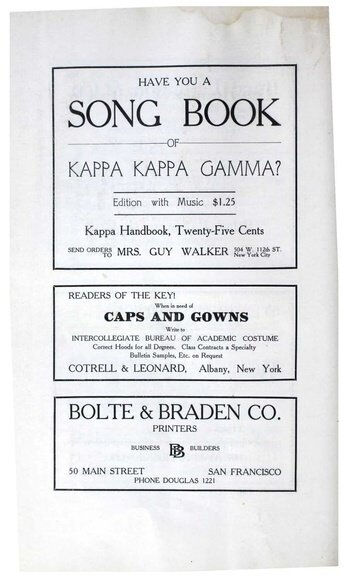 HAVE YOU A
SONG BOOK
OF
KAPPA KAPPA GAMMA?
Edition with Music $1.25
Kappa Handbook, Twenty-Five Cents
SEND ORDERS TO MRS. GUY WALKER 504 W. 112th ST. New York City
READERS OF THE KEY!
When in need of
CAPS AND GOWNS
Write to
INTERCOLLEGIATE BUREAU OF ACADEMIC COSTUME
Correct Hoods for all Degrees. Class Contracts a Specialty
Bulletin Samples, Etc. on Request
COTRELL & LEONARD, Albany, New York
BOLTE & BRADEN CO.
PRINTERS
BUSINESS BB BUILDERS
50 MAIN STREET SAN FRANCISCO
PHONE DOUGLAS 1221